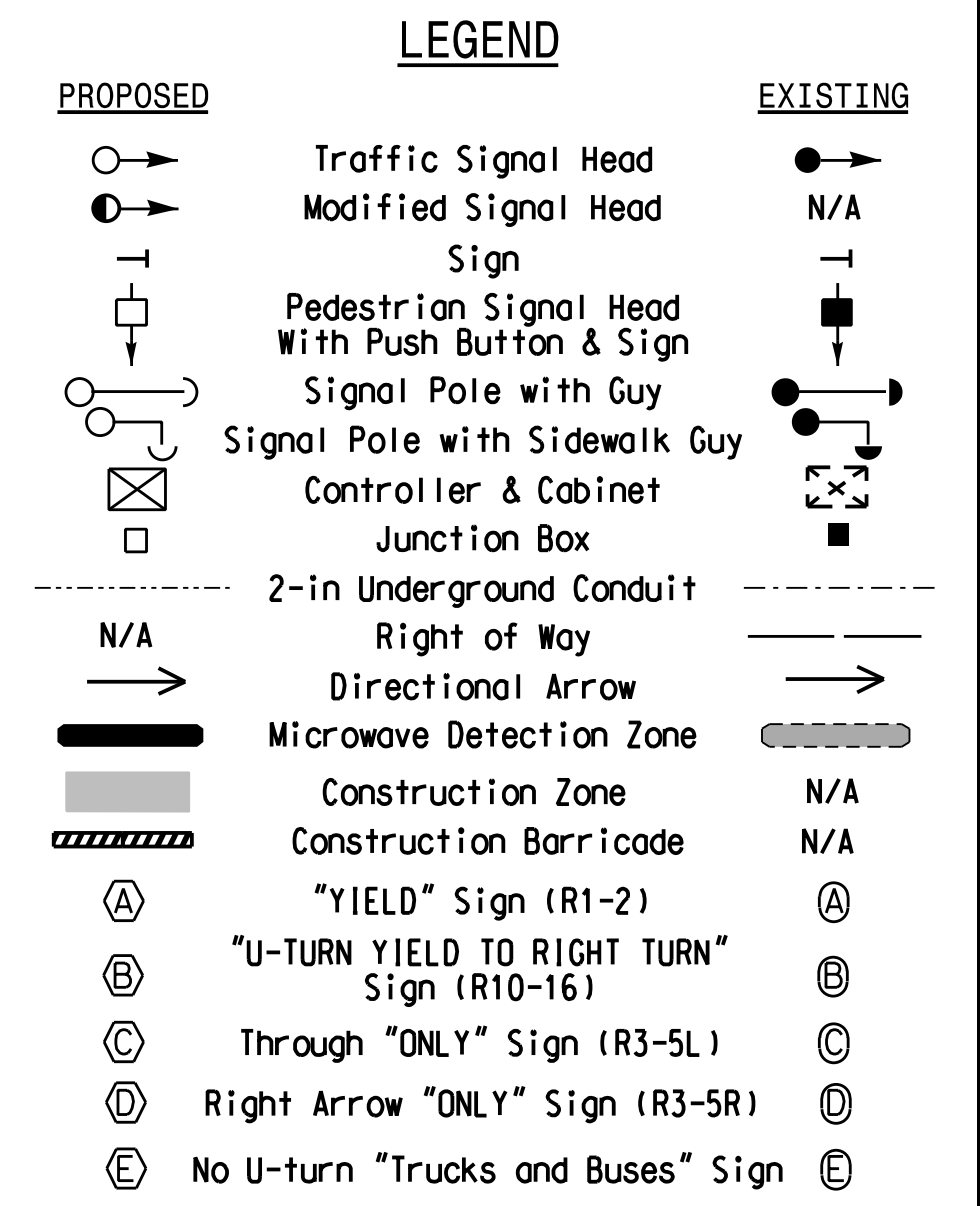 LEGEND
PROPOSED EXISTING
Traffic Signal Head
Modified Signal Head N/A
Sign
Pedestrian Signal Head
With Push Button & Sign
Signal Pole with Guy
Signal Pole with Sidewalk Guy
Controller & Cabinet
Junction Box
2-in Underground Conduit
N/A Right of Way
Directional Arrow
Microwave Detection Zone
Construction Zone N/A
Construction Barricade N/A
A "YIELD" Sign (R1-2) A
"U-TURN YIELD TO RIGHT TURN"
B Sign (R10-16) B
C Through "ONLY" Sign (R3-5L) C
D Right Arrow "ONLY" Sign (R3-5R) D
E No U-turn "Trucks and Buses" Sign E